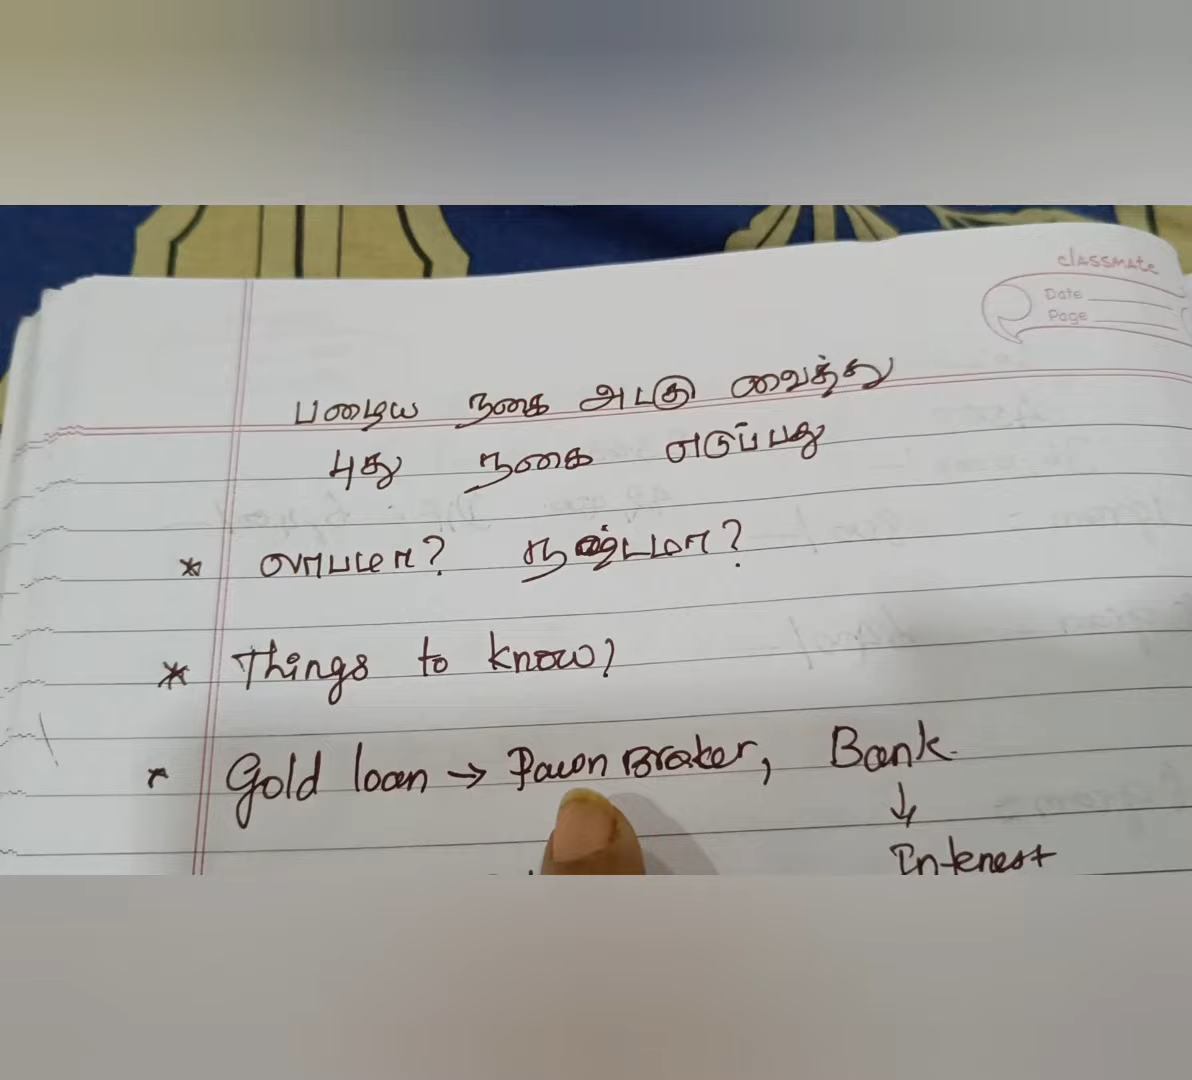 classmate
Date
Page
பழைய நகை அடகு வைத்து
புது நகை எடுப்பது
* லாபமா? நஷ்டமா?
* Things to know?
* Gold loan → Pawn Broker, Bank.
↓
Interest